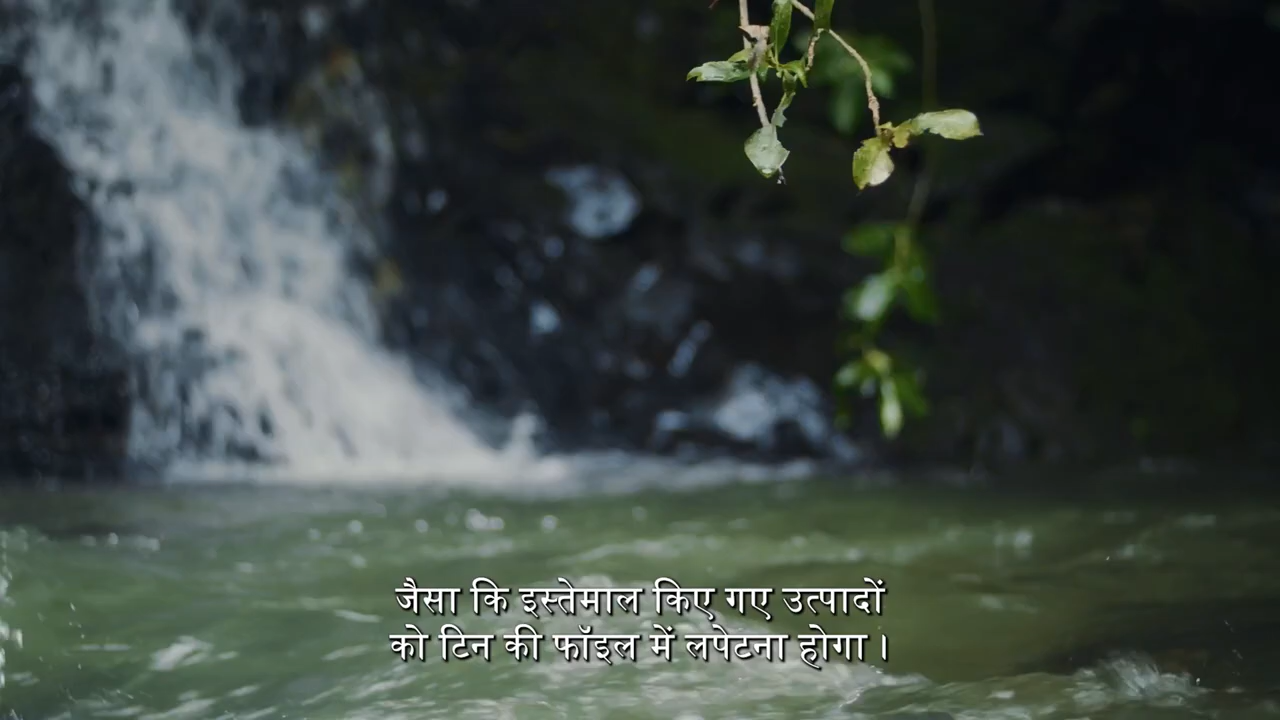 जैसा कि इस्तेमाल किए गए उत्पादों
को टिन की फॉइल में लपेटना होगा।